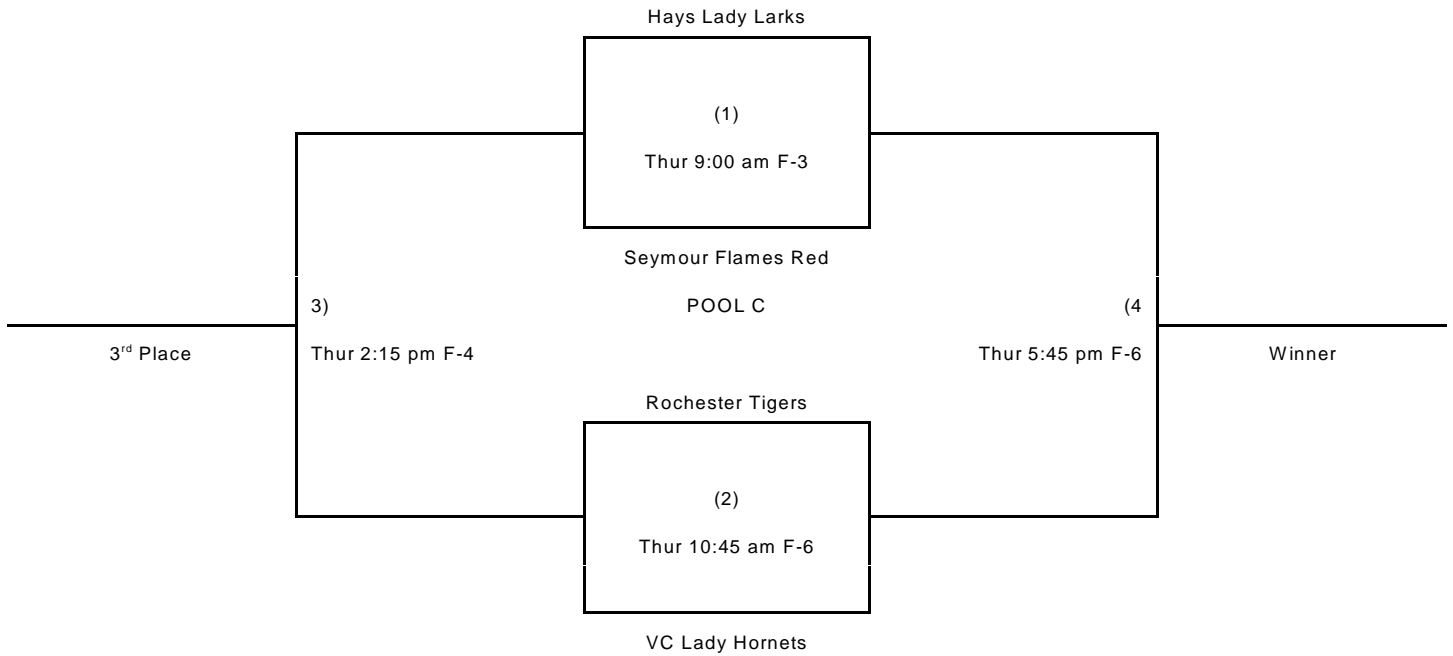 Hays Lady Larks
(1)
Thur 9:00 am F-3
Seymour Flames Red
3)
POOL C
(4
3rd Place
Thur 2:15 pm F-4
Thur 5:45 pm F-6
Winner
Rochester Tigers
(2)
Thur 10:45 am F-6
VC Lady Hornets